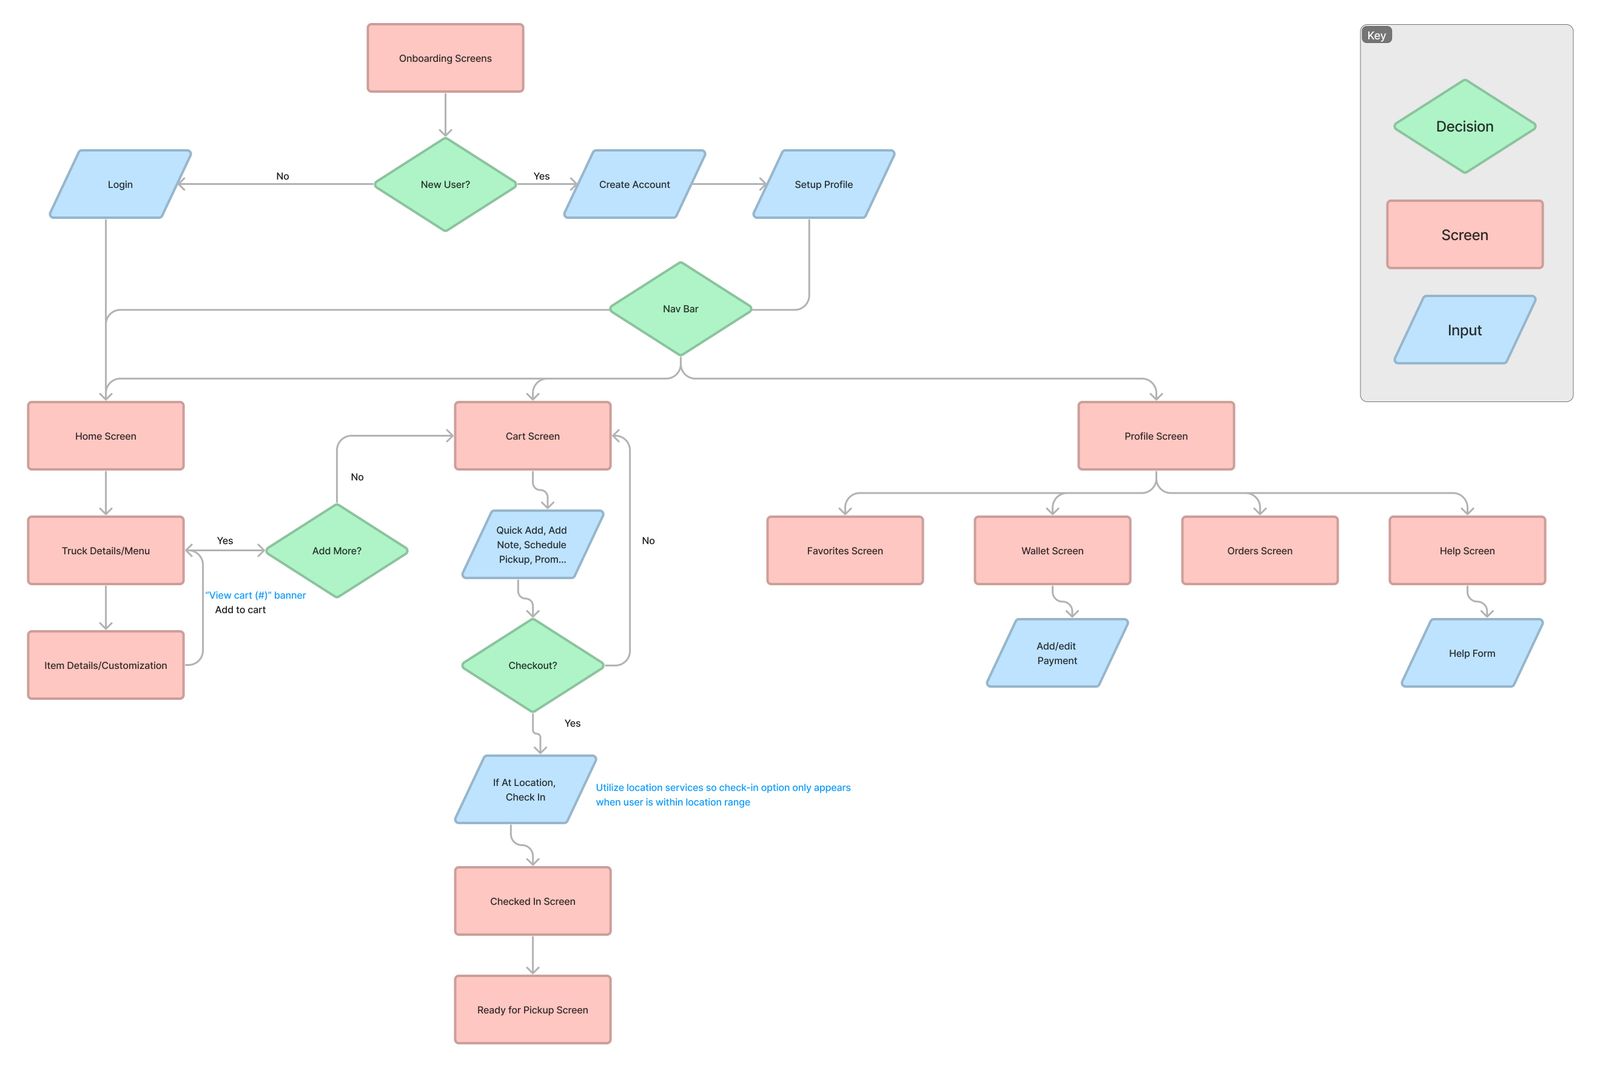 Onboarding Screens
Key
Decision
Login
No
New User?
Yes
Create Account
Setup Profile
Screen
Nav Bar
Input
Home Screen
Cart Screen
Profile Screen
No
Quick Add, Add
Note, Schedule
Pickup, Prom...
Truck Details/Menu
Yes
Add More?
No
Favorites Screen
Wallet Screen
Orders Screen
Help Screen
“View cart (#)” banner
Add to cart
Item Details/Customization
Checkout?
Add/edit
Payment
Help Form
Yes
If At Location,
Check In
Utilize location services so check-in option only appears
when user is within location range
Checked In Screen
Ready for Pickup Screen